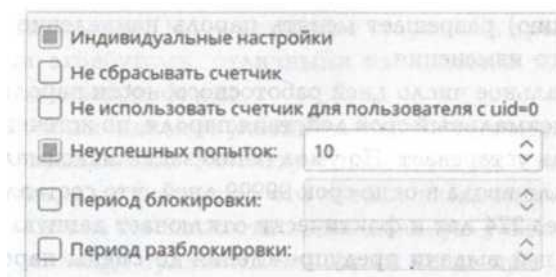 Индивидуальные настройки
Не сбрасывать счетчик
Не использовать счетчик для пользователя с uid=0
Неуспешных попыток: 10
Период блокировки:
Период разблокировки: